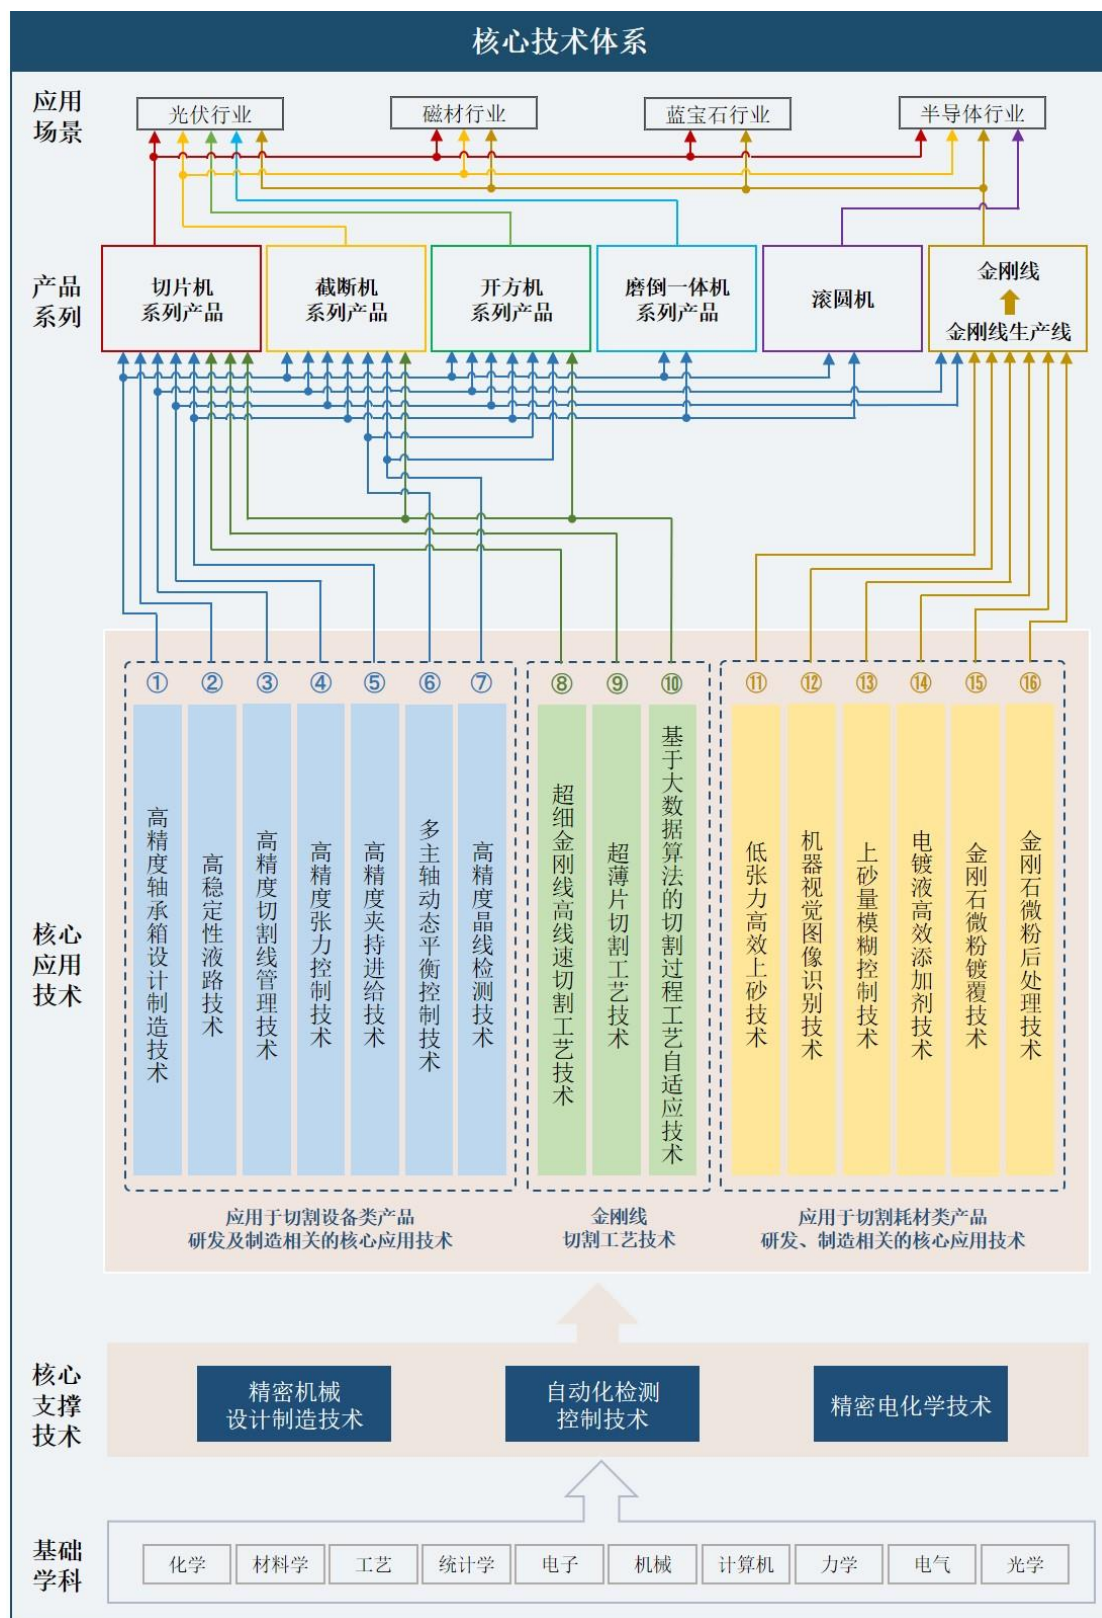 核心技术体系
应用
场景
光伏行业
磁材行业
蓝宝石行业
半导体行业
产品
系列
切片机
系列产品
截断机
系列产品
开方机
系列产品
磨倒一体机
系列产品
滚圆机
金刚线
金刚线生产线
核心
应用
技术
①
②
③
④
⑤
⑥
⑦
⑧
⑨
⑩
⑪
⑫
⑬
⑭
⑮
⑯
高精度轴承箱设计制造技术
高稳定性液路技术
高精度切割线管理技术
高精度张力控制技术
高精度夹持进给技术
多主轴动态平衡控制技术
高精度晶线检测技术
超细金刚线高线速切割工艺技术
超薄片切割工艺技术
基于大数据算法的切割过程工艺自适应技术
低张力高效上砂技术
机器视觉图像识别技术
上砂量模糊控制技术
电镀液高效添加剂技术
金刚石微粉镀覆技术
金刚石微粉后处理技术
应用于切割设备类产品
研发及制造相关的核心应用技术
金刚线
切割工艺技术
应用于切割耗材类产品
研发、制造相关的核心应用技术
核心
支撑
技术
精密机械
设计制造技术
自动化检测
控制技术
精密电化学技术
基础
学科
化学
材料学
工艺
统计学
电子
机械
计算机
力学
电气
光学